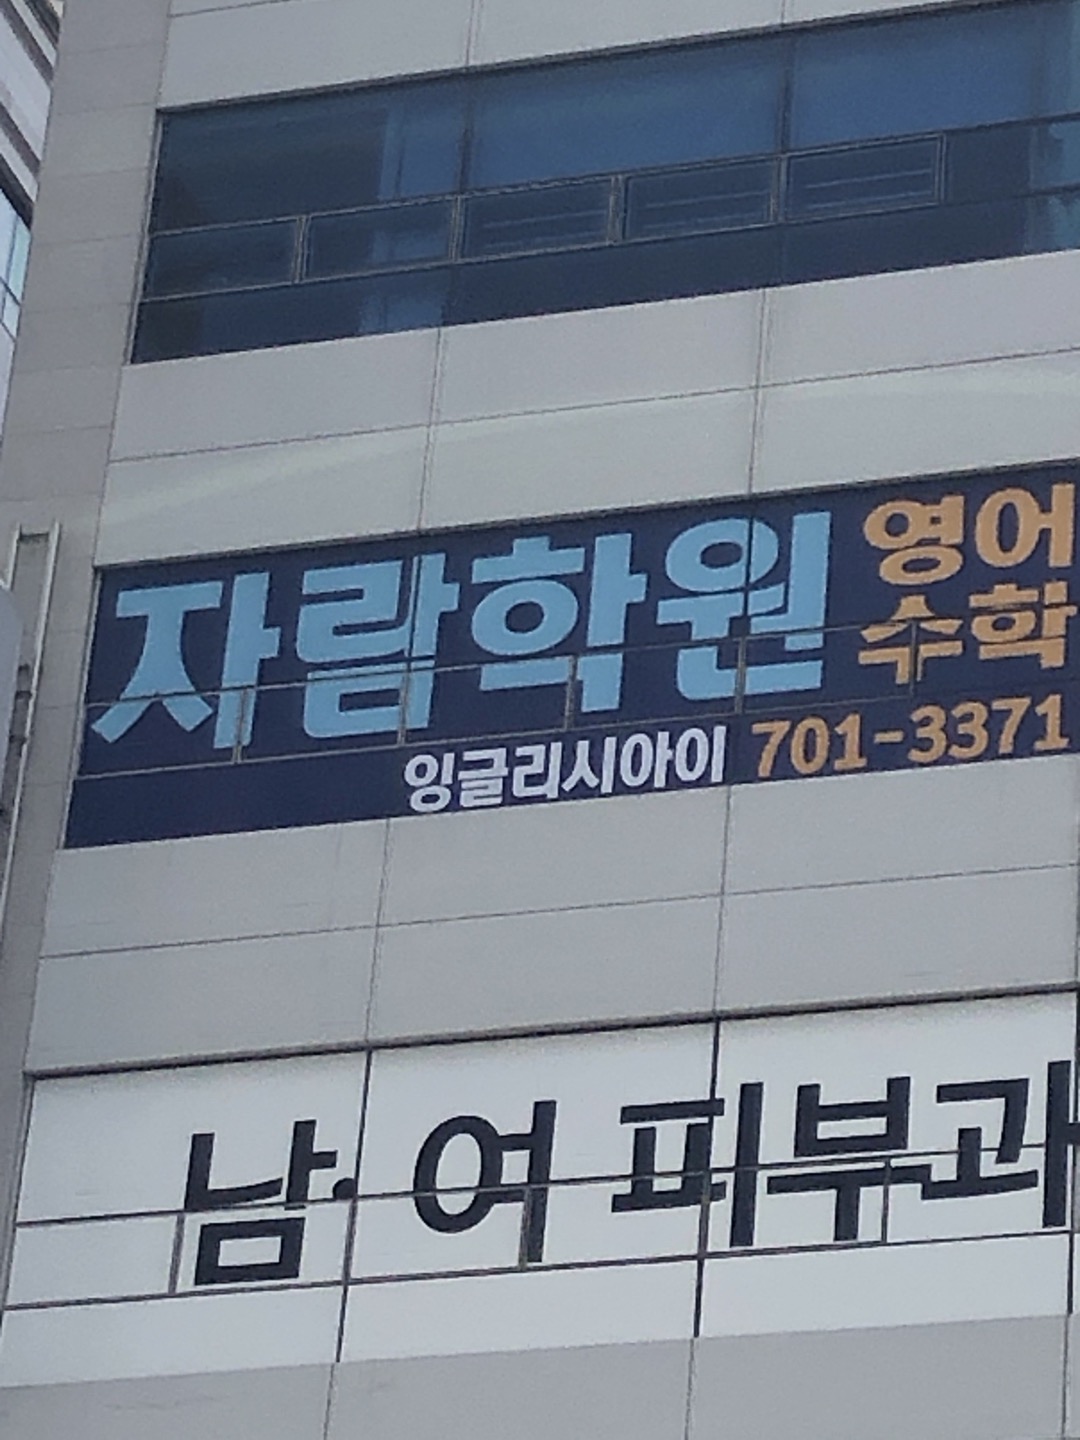 자람학원 영어
수학
잉글리시아이 701-3371
남·여 피부과